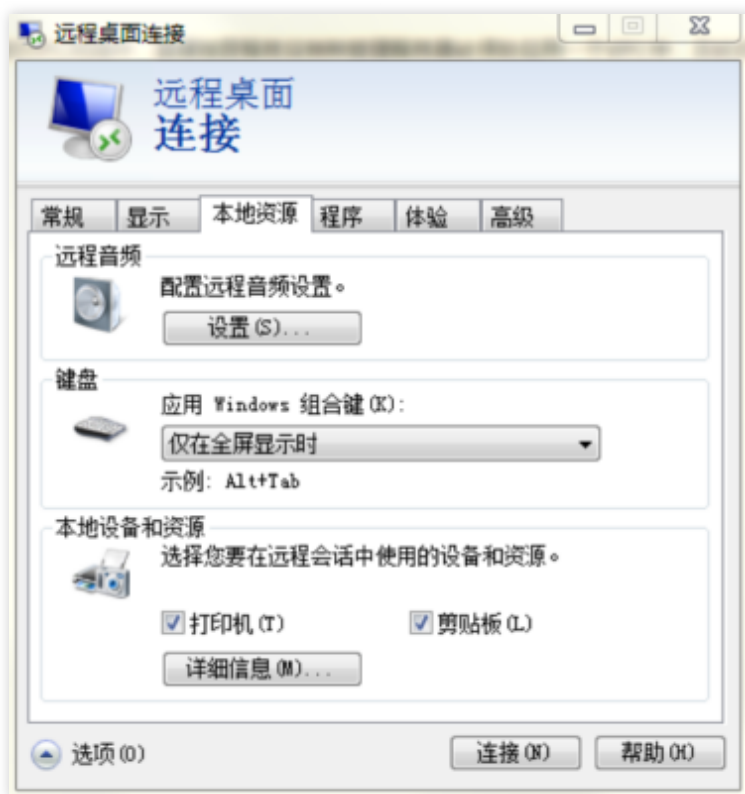 远程桌面连接
远程桌面
连接
常规 显示 本地资源 程序 体验 高级
远程音频
配置远程音频设置。
设置(S)...
键盘
应用 Windows 组合键(K):
仅在全屏显示时
示例: Alt+Tab
本地设备和资源
选择您要在远程会话中使用的设备和资源。
打印机(T) 剪贴板(L)
详细信息(M)...
选项(O) 连接(N) 帮助(H)